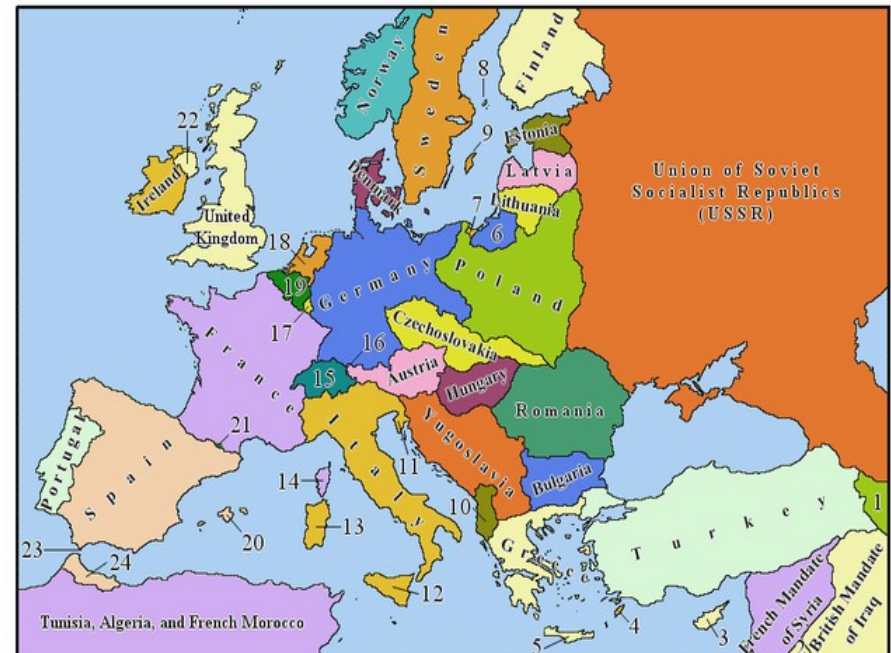 Norway
Sweden
Finland
8
22
9
Estonia
Ireland
Denmark
Latvia
Union of Soviet
Socialist Republics
(USSR)
United
Kingdom
7
Lithuania
18
6
19
Germany
Poland
17
16
Czechoslovakia
France
15
Austria
Hungary
Romania
Portugal
Spain
21
Italy
11
Yugoslavia
Bulgaria
14
10
1
20
13
Greece
Turkey
23
24
12
4
3
5
French Mandate
of Syria
British Mandate
of Iraq
Tunisia, Algeria, and French Morocco